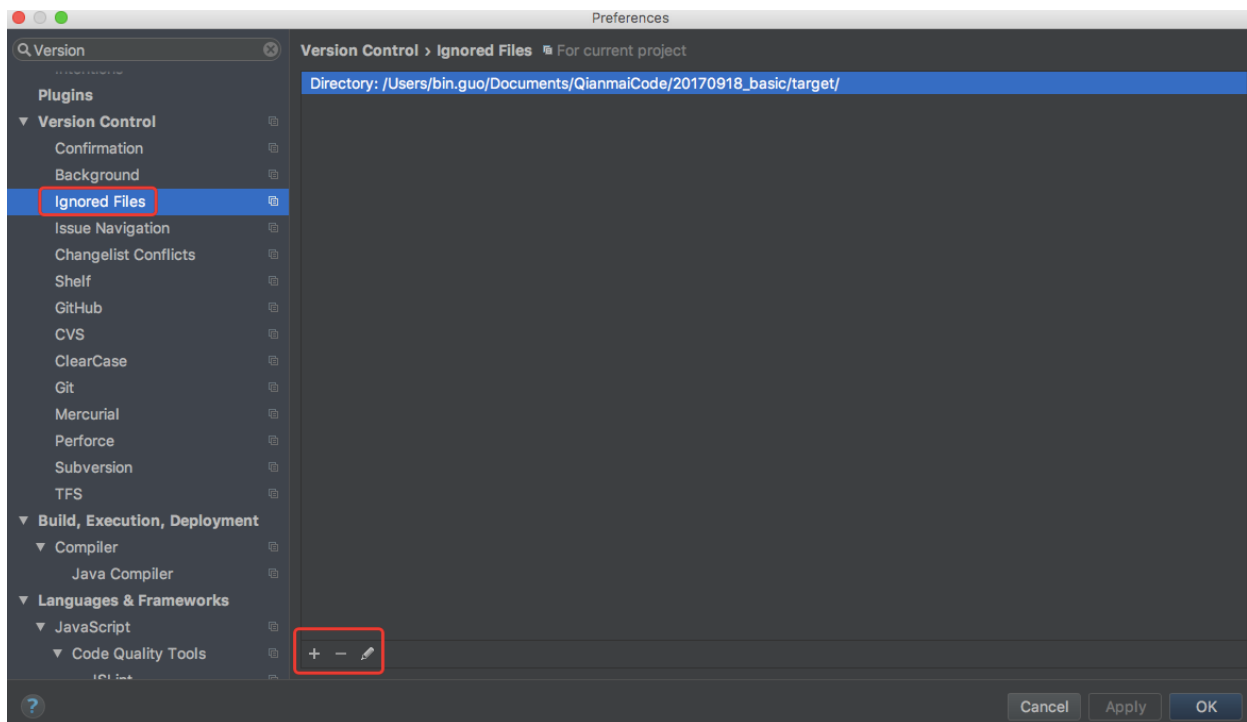 Preferences
Version
Version Control › Ignored Files For current project
Directory: /Users/bin.guo/Documents/QianmaiCode/20170918_basic/target/
Plugins
Version Control
Confirmation
Background
Ignored Files
Issue Navigation
Changelist Conflicts
Shelf
GitHub
CVS
ClearCase
Git
Mercurial
Perforce
Subversion
TFS
Build, Execution, Deployment
Compiler
Java Compiler
Languages & Frameworks
JavaScript
Code Quality Tools
+ −
? Cancel Apply OK